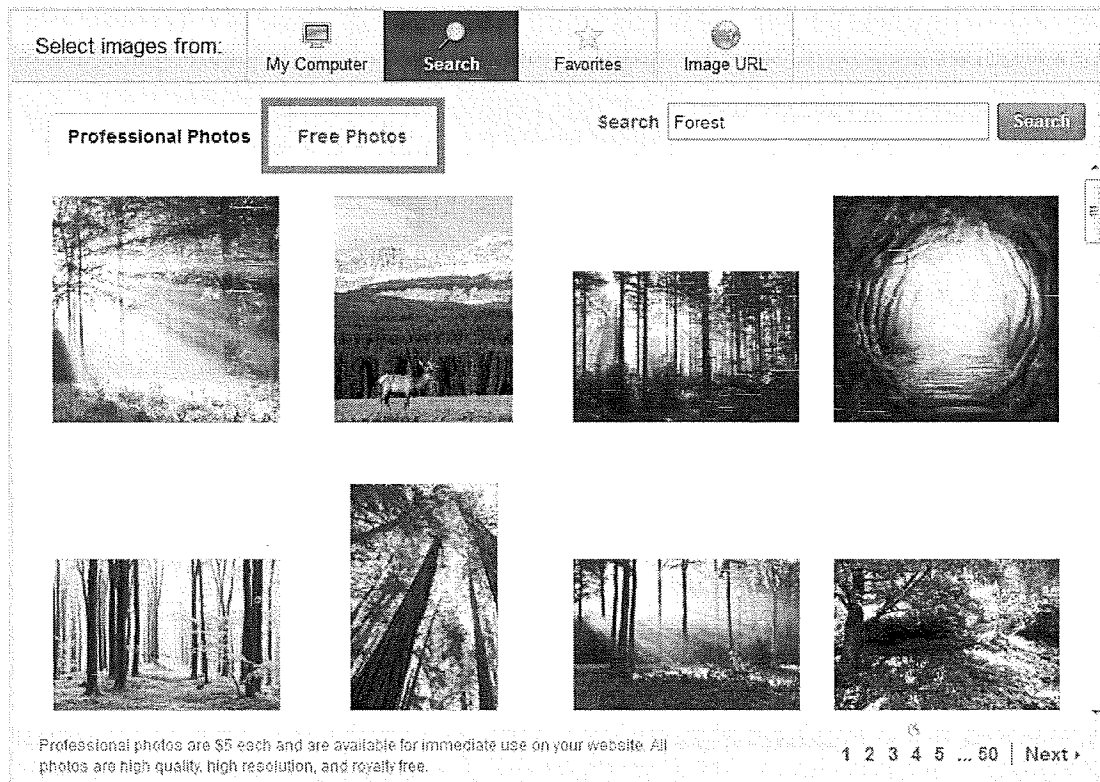 Select images from:
My Computer
Search
Favorites
Image URL
Professional Photos
Free Photos
Search
Forest
Search
Professional photos are $5 each and are available for immediate use on your website. All
photos are high quality, high resolution, and royalty free.
1 2 3 4 5 ... 50 | Next ›